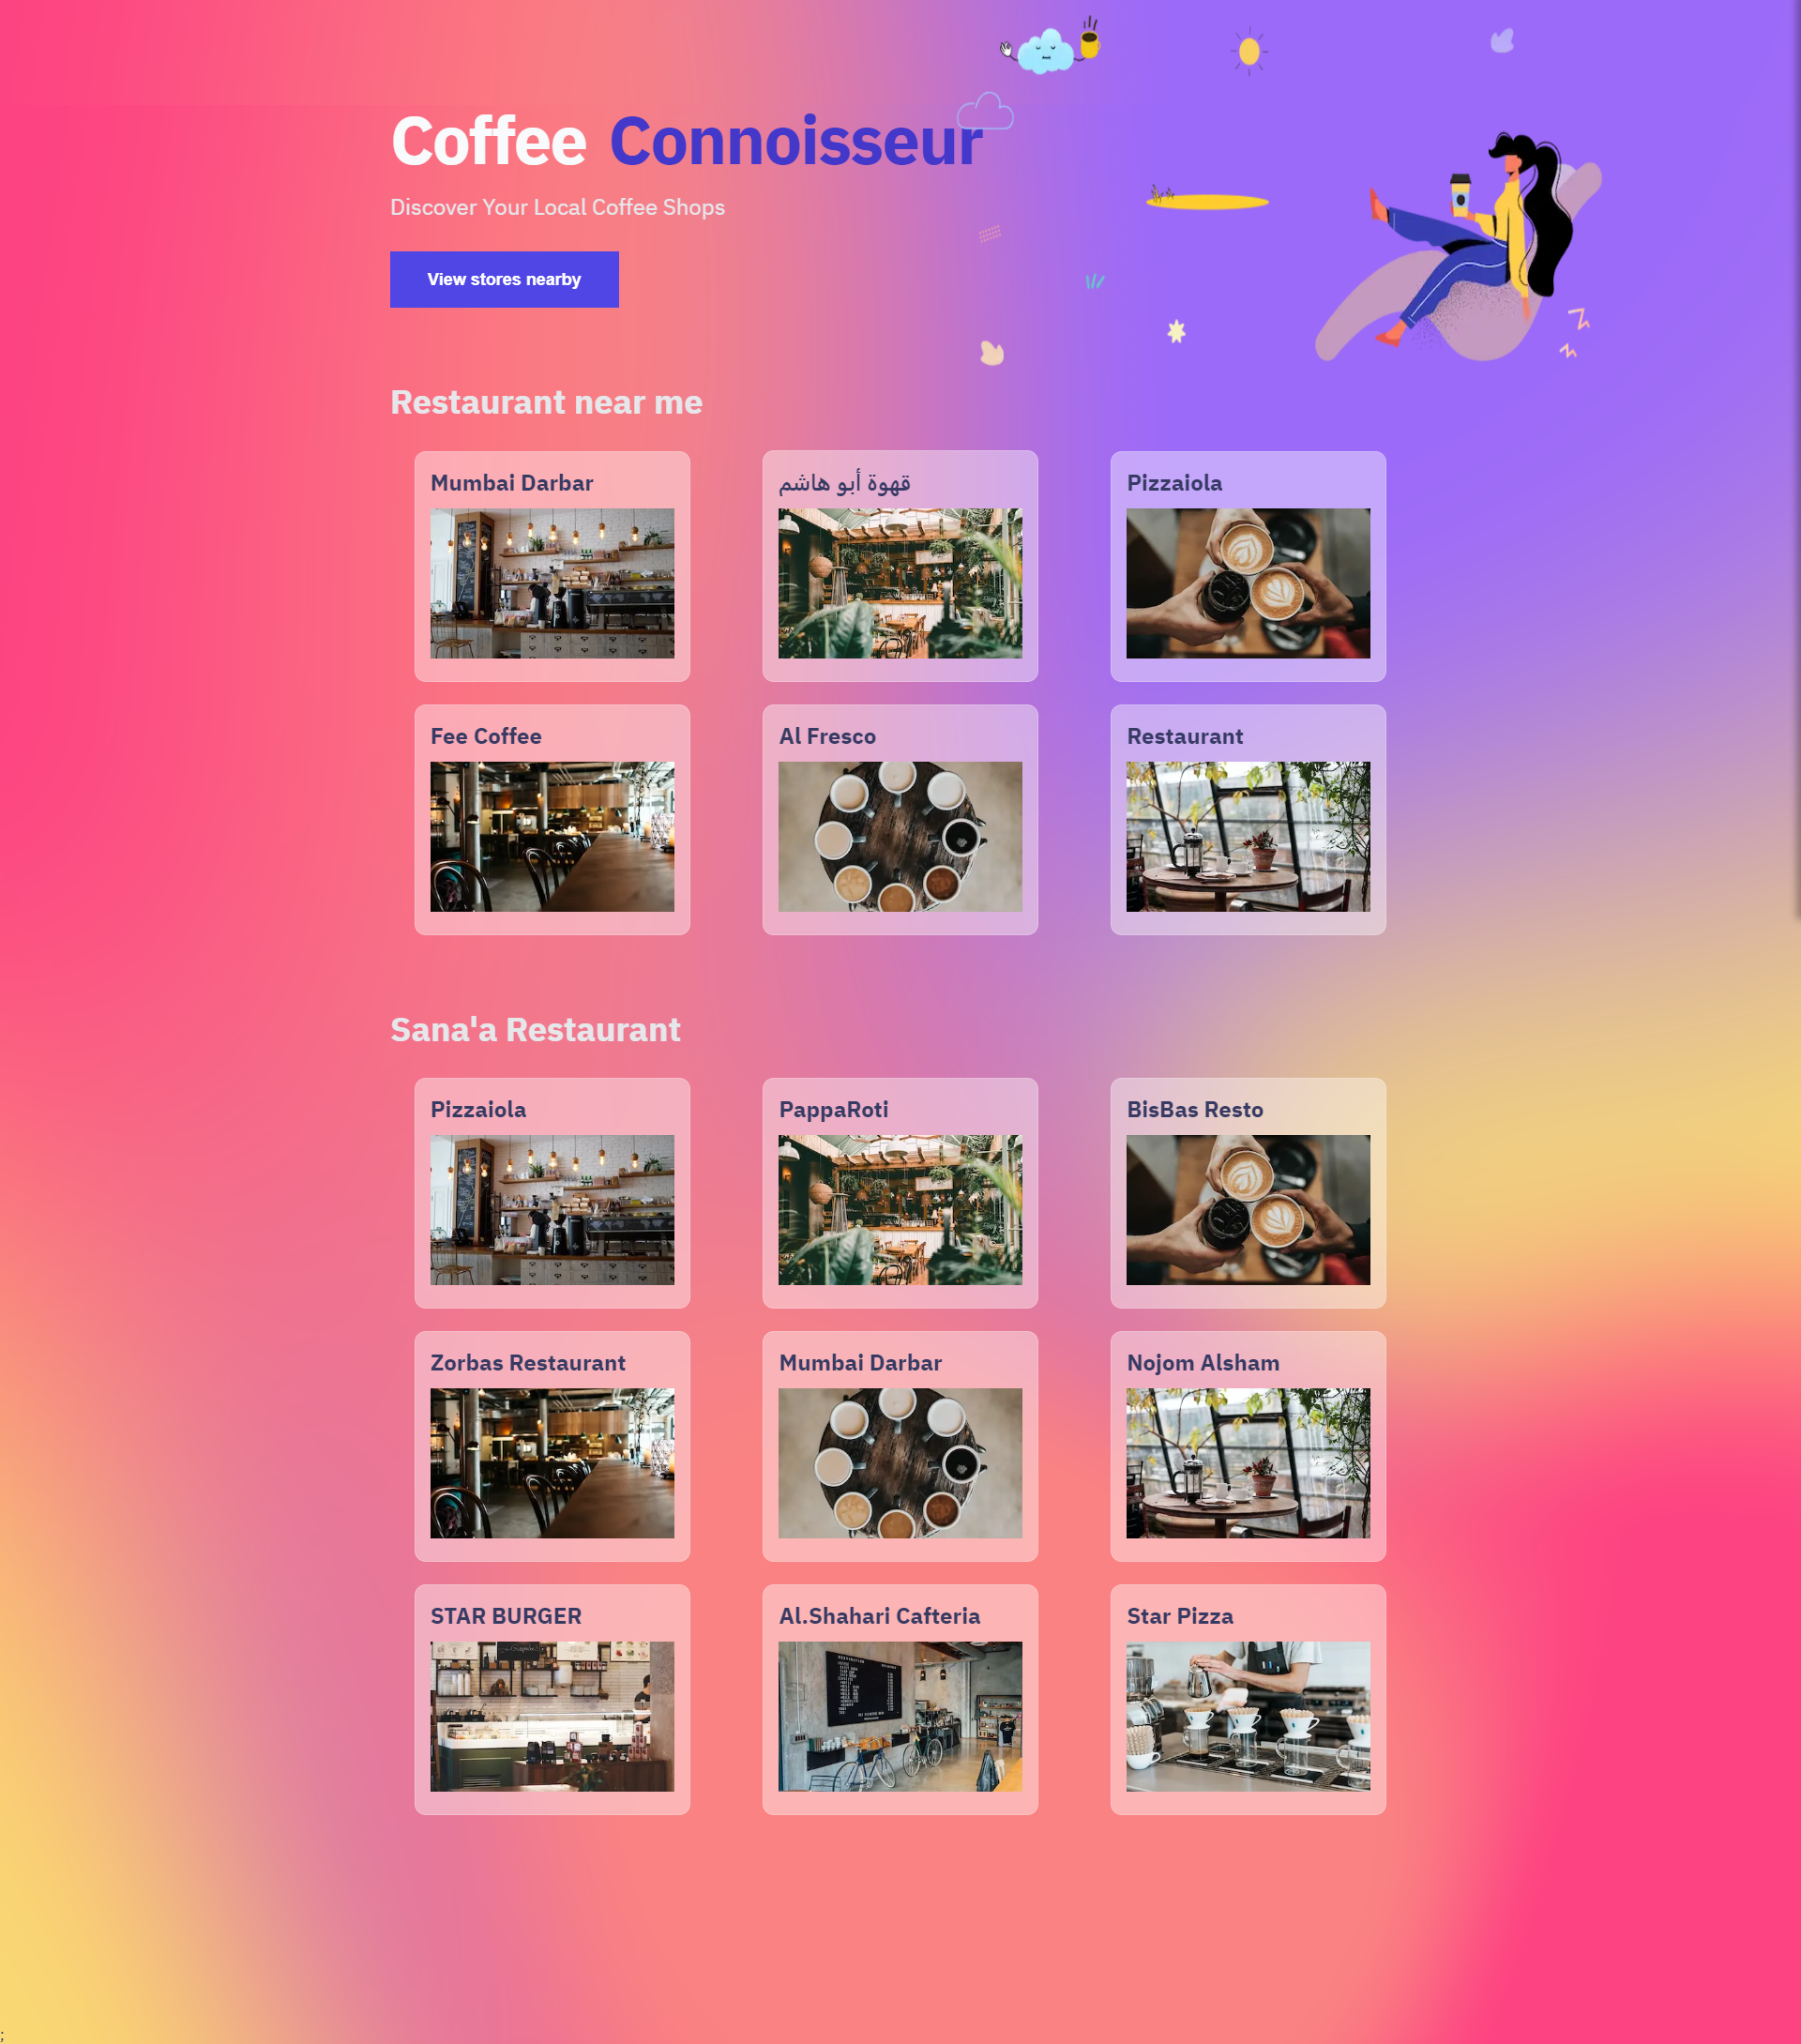 Coffee Connoisseur
Discover Your Local Coffee Shops
View stores nearby
Restaurant near me
Mumbai Darbar
قهوة أبو هاشم
Pizzaiola
Fee Coffee
Al Fresco
Restaurant
Sana'a Restaurant
Pizzaiola
PappaRoti
BisBas Resto
Zorbas Restaurant
Mumbai Darbar
Nojom Alsham
STAR BURGER
Al.Shahari Cafteria
Star Pizza
;